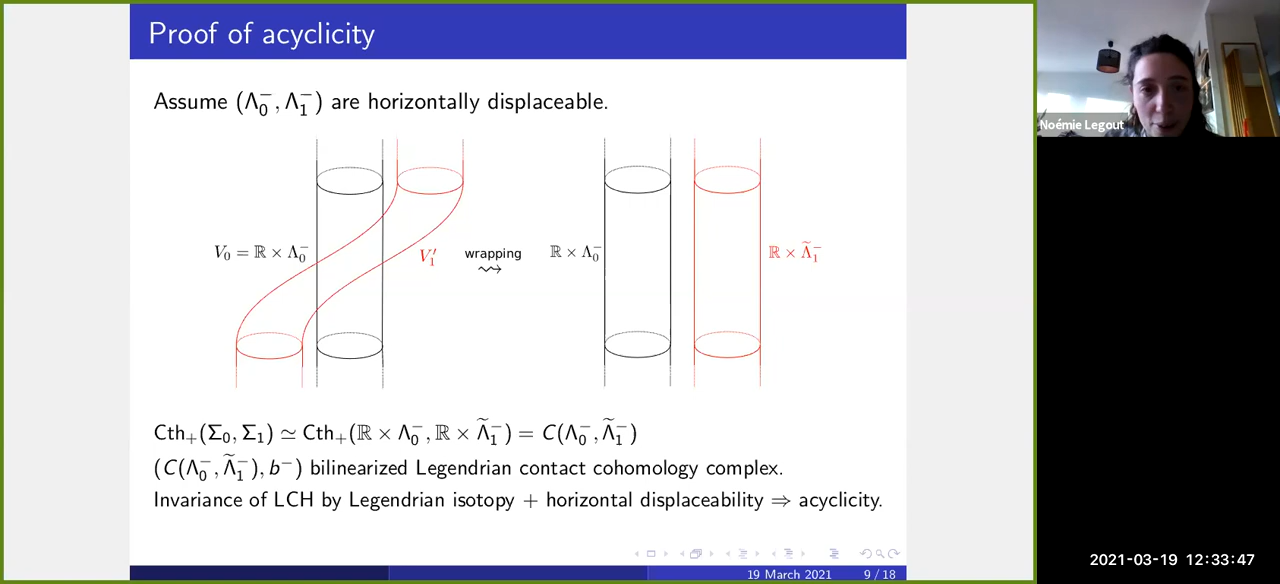 Proof of acyclicity
Assume (Λ₀⁻, Λ₁⁻) are horizontally displaceable.
V₀ = ℝ × Λ₀⁻
V₁′
wrapping
⇝
ℝ × Λ₀⁻
ℝ × Λ̃₁⁻
Cth₊(Σ₀, Σ₁) ≃ Cth₊(ℝ × Λ₀⁻, ℝ × Λ̃₁⁻) = C(Λ₀⁻, Λ̃₁⁻)
(C(Λ₀⁻, Λ̃₁⁻), b⁻) bilinearized Legendrian contact cohomology complex.
Invariance of LCH by Legendrian isotopy + horizontal displaceability ⇒ acyclicity.
19 March 2021 9 / 18
Noémie Legout
2021-03-19 12:33:47